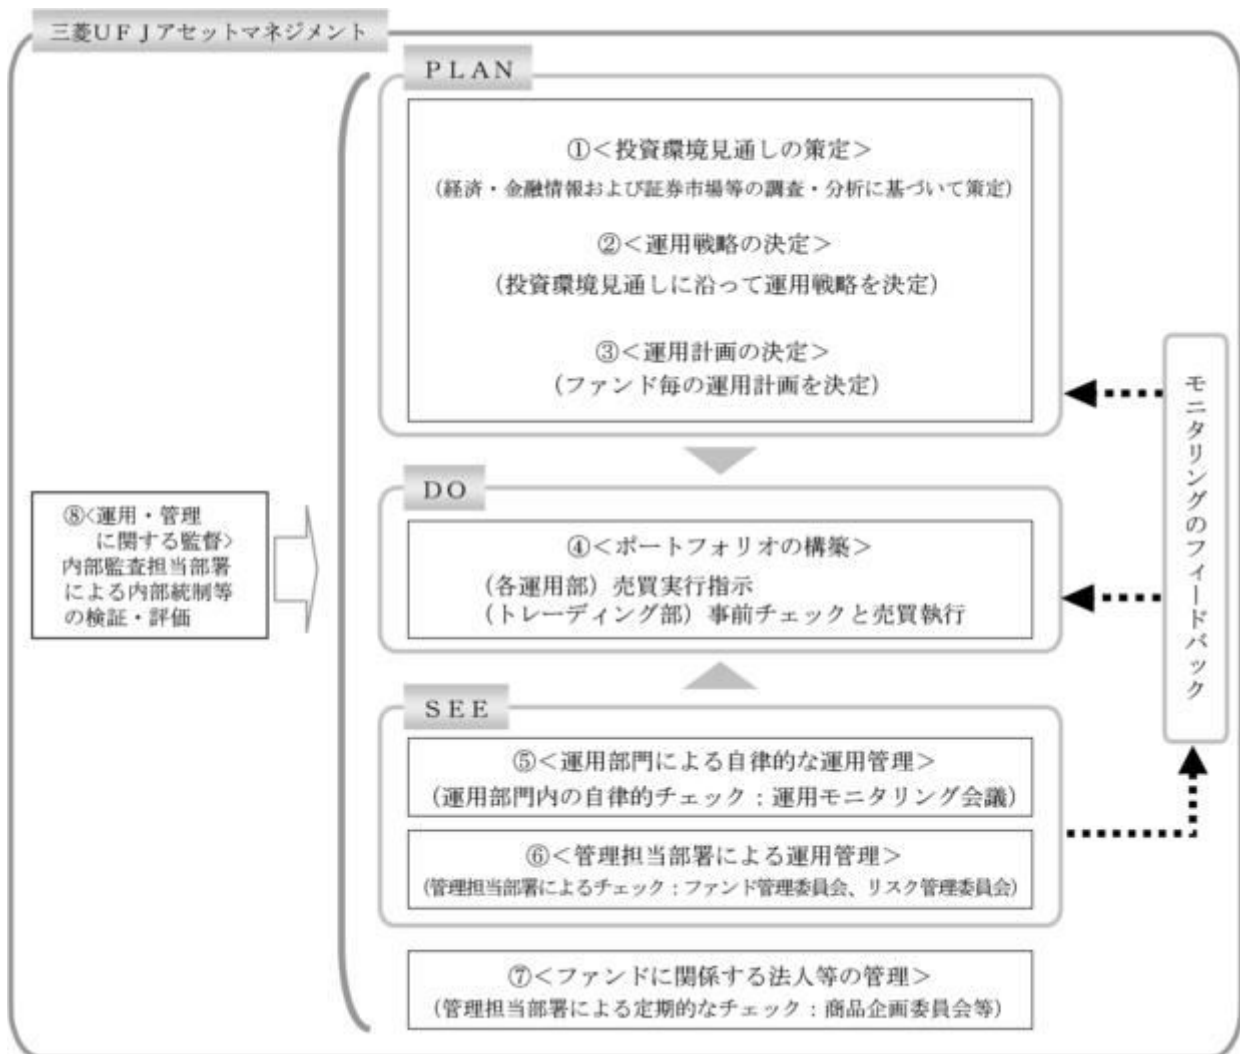 三菱ＵＦＪアセットマネジメント
ＰＬＡＮ
①＜投資環境見通しの策定＞
（経済・金融情報および証券市場等の調査・分析に基づいて策定）
②＜運用戦略の決定＞
（投資環境見通しに沿って運用戦略を決定）
③＜運用計画の決定＞
（ファンド毎の運用計画を決定）
ＤＯ
④＜ポートフォリオの構築＞
（各運用部）売買実行指示
（トレーディング部）事前チェックと売買執行
ＳＥＥ
⑤＜運用部門による自律的な運用管理＞
（運用部門内の自律的チェック：運用モニタリング会議）
⑥＜管理担当部署による運用管理＞
（管理担当部署によるチェック：ファンド管理委員会、リスク管理委員会）
⑦＜ファンドに関係する法人等の管理＞
（管理担当部署による定期的なチェック：商品企画委員会等）
⑧＜運用・管理
に関する監督＞
内部監査担当部署
による内部統制等
の検証・評価
モニタリングのフィードバック